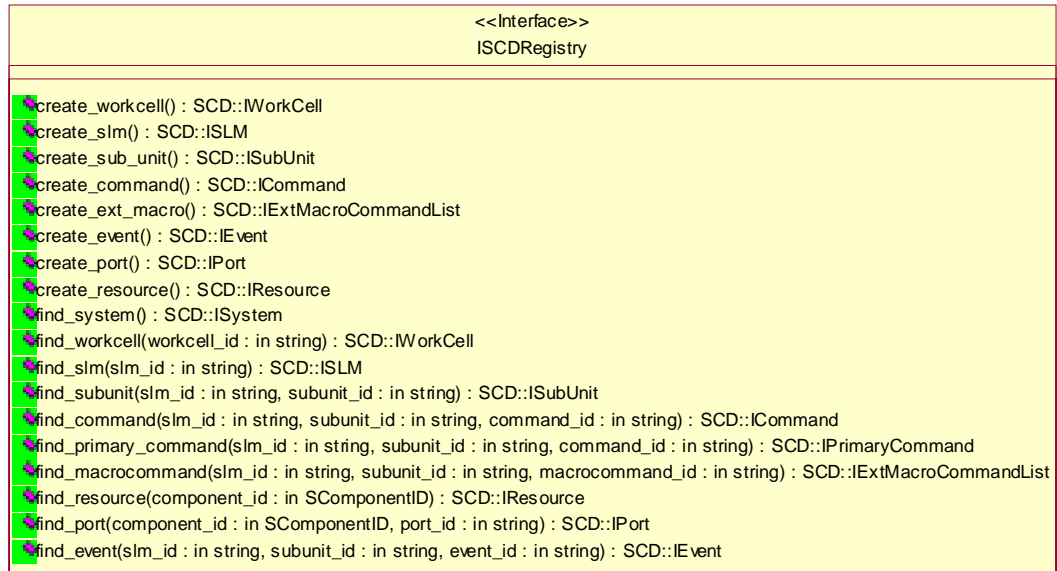 <<Interface>>
ISCDRegistry
create_workcell() : SCD::IWorkCell
create_slm() : SCD::ISLM
create_sub_unit() : SCD::ISubUnit
create_command() : SCD::ICommand
create_ext_macro() : SCD::IExtMacroCommandList
create_event() : SCD::IEvent
create_port() : SCD::IPort
create_resource() : SCD::IResource
find_system() : SCD::ISystem
find_workcell(workcell_id : in string) : SCD::IWorkCell
find_slm(slm_id : in string) : SCD::ISLM
find_subunit(slm_id : in string, subunit_id : in string) : SCD::ISubUnit
find_command(slm_id : in string, subunit_id : in string, command_id : in string) : SCD::ICommand
find_primary_command(slm_id : in string, subunit_id : in string, command_id : in string) : SCD::IPrimaryCommand
find_macrocommand(slm_id : in string, subunit_id : in string, macrocommand_id : in string) : SCD::IExtMacroCommandList
find_resource(component_id : in SComponentID) : SCD::IResource
find_port(component_id : in SComponentID, port_id : in string) : SCD::IPort
find_event(slm_id : in string, subunit_id : in string, event_id : in string) : SCD::IEvent